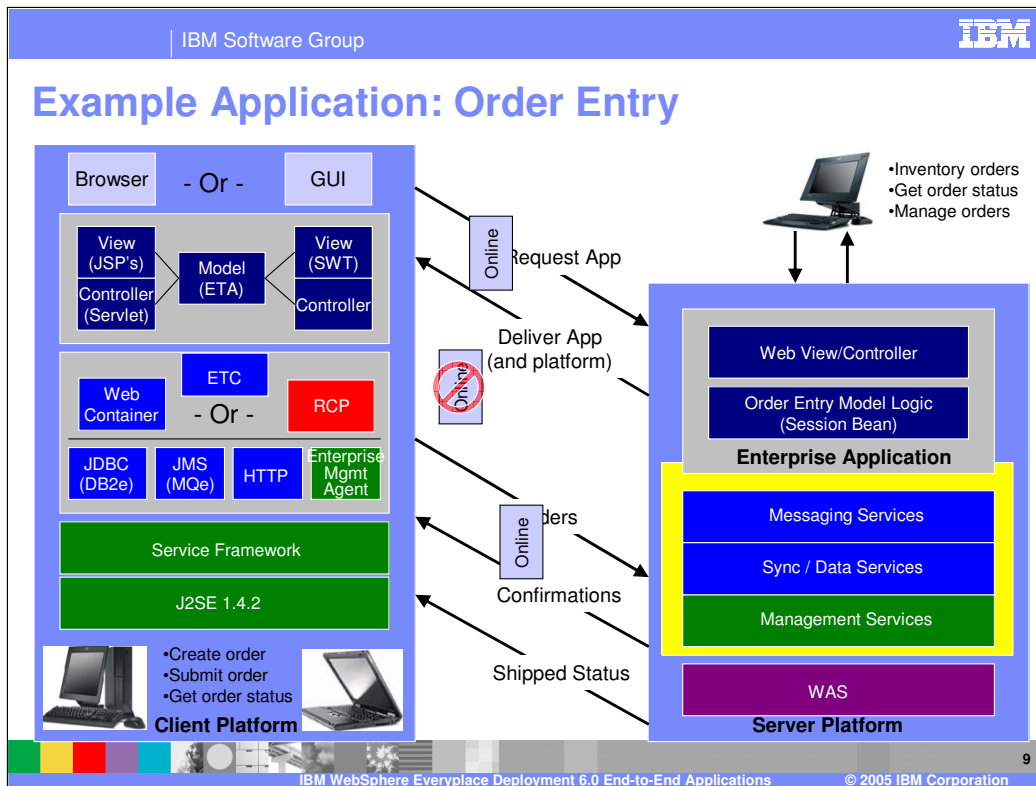 IBM Software Group
IBM
Example Application: Order Entry
Browser
- Or -
GUI
View
(JSP's)
Controller
(Servlet)
Model
(ETA)
View
(SWT)
Controller
Web
Container
ETC
- Or -
RCP
JDBC
(DB2e)
JMS
(MQe)
HTTP
Enterprise
Mgmt
Agent
Service Framework
J2SE 1.4.2
•Create order
•Submit order
•Get order status
Client Platform
Online
Request App
Deliver App
(and platform)
Online
ders
Online
Confirmations
Shipped Status
•Inventory orders
•Get order status
•Manage orders
Web View/Controller
Order Entry Model Logic
(Session Bean)
Enterprise Application
Messaging Services
Sync / Data Services
Management Services
WAS
Server Platform
9
IBM WebSphere Everyplace Deployment 6.0 End-to-End Applications
© 2005 IBM Corporation